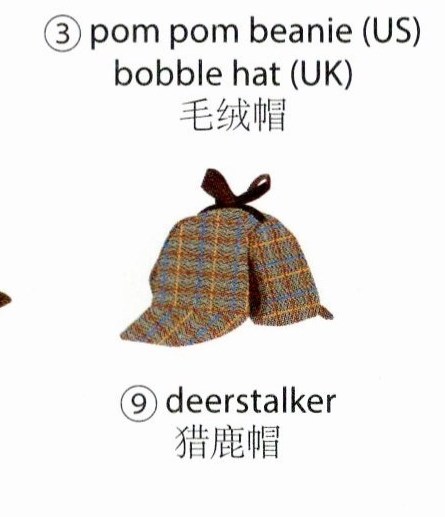 ③ pom pom beanie (US)
bobble hat (UK)
毛绒帽
⑨ deerstalker
猎鹿帽